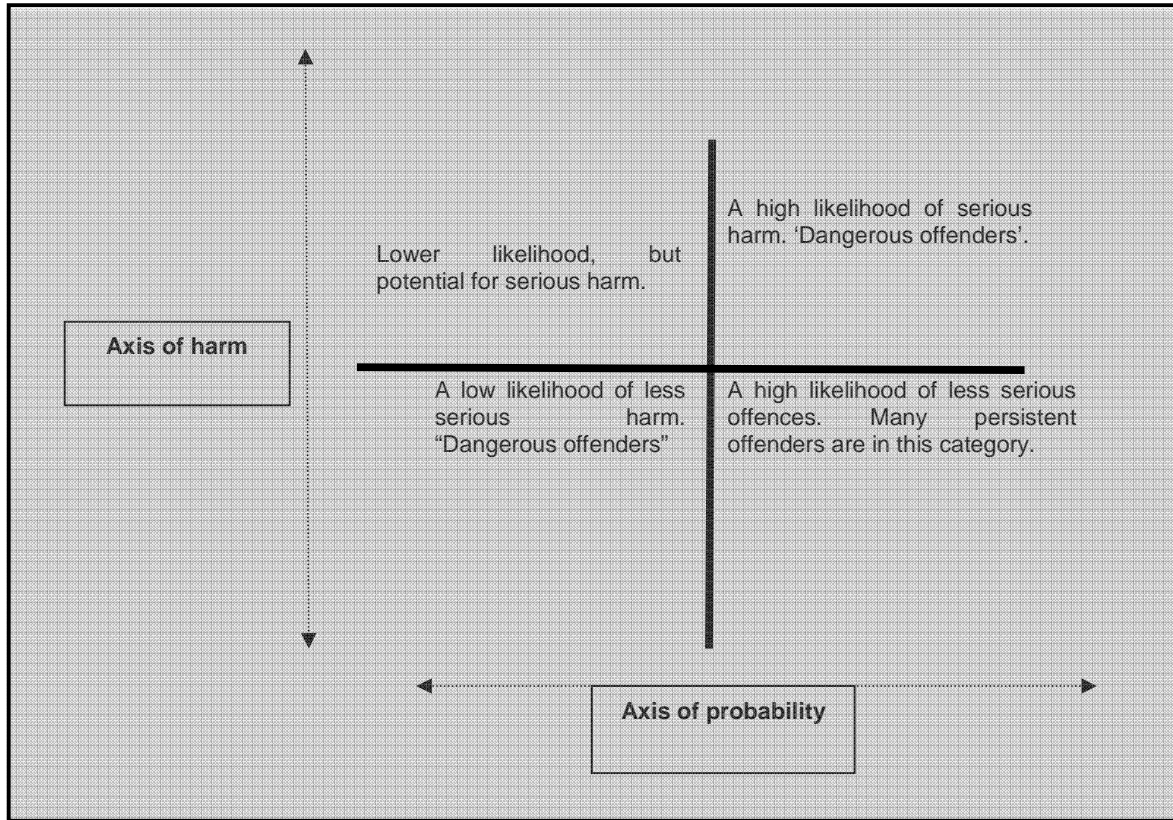 A high likelihood of serious
harm. ‘Dangerous offenders’.
Lower likelihood, but
potential for serious harm.
Axis of harm
A low likelihood of less
serious harm.
“Dangerous offenders”
A high likelihood of less serious
offences. Many persistent
offenders are in this category.
Axis of probability